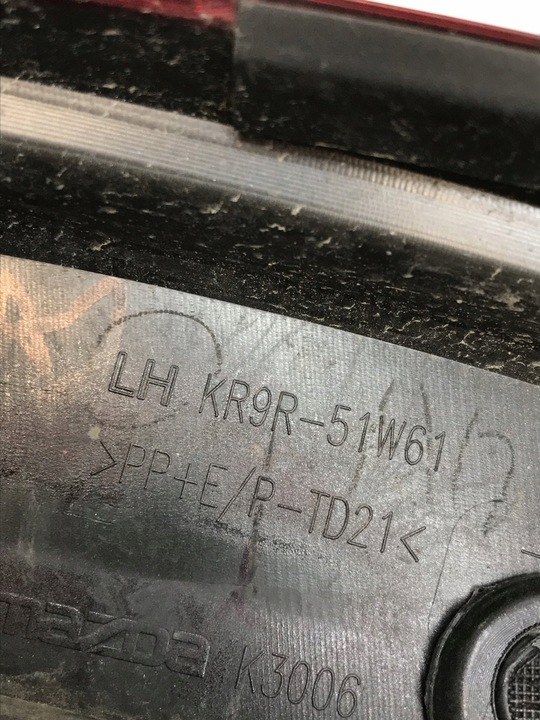 LH KR9R-51W61
>PP+E/P-TD21<
mazDa K3006